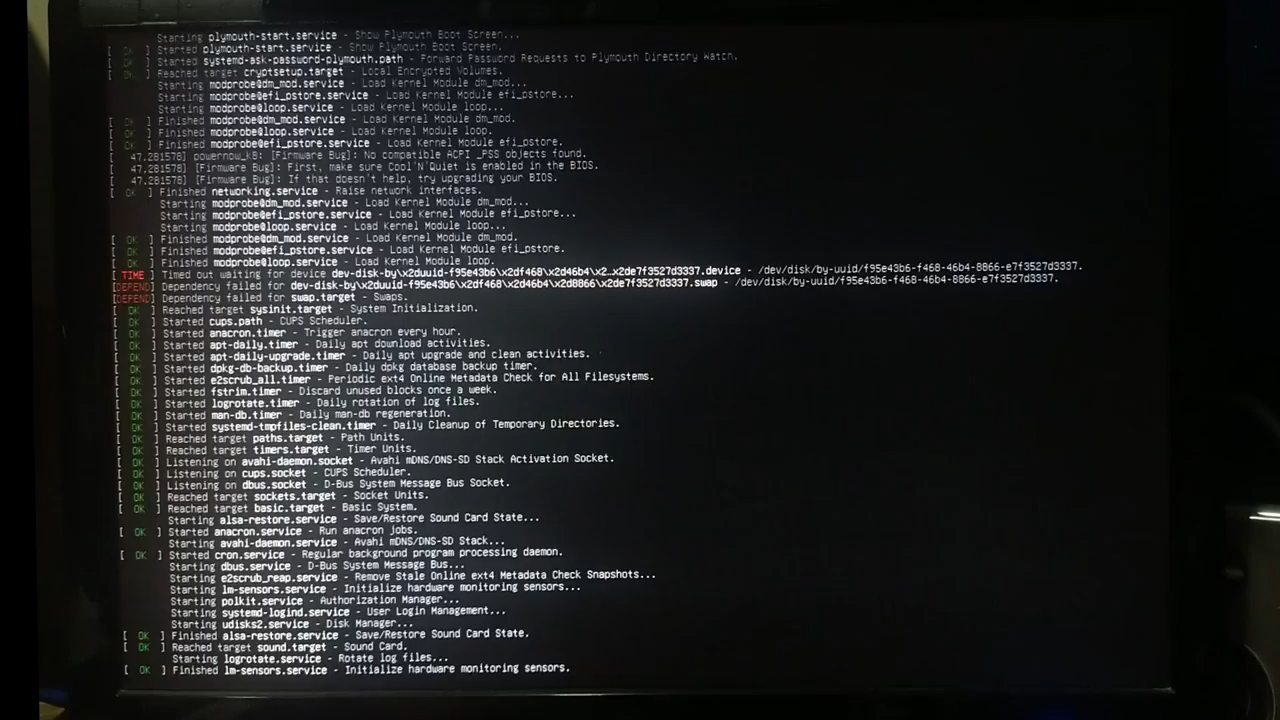 Starting plymouth-start.service - Show Plymouth Boot Screen...
[ OK ] Started plymouth-start.service - Show Plymouth Boot Screen.
[ OK ] Started systemd-ask-password-plymouth.path - Forward Password Requests to Plymouth Directory Watch.
[ OK ] Reached target cryptsetup.target - Local Encrypted Volumes.
Starting modprobe@dm_mod.service - Load Kernel Module dm_mod...
Starting modprobe@efi_pstore.service - Load Kernel Module efi_pstore...
Starting modprobe@loop.service - Load Kernel Module loop...
[ OK ] Finished modprobe@dm_mod.service - Load Kernel Module dm_mod.
[ OK ] Finished modprobe@loop.service - Load Kernel Module loop.
[ OK ] Finished modprobe@efi_pstore.service - Load Kernel Module efi_pstore.
[ 47.281578] powernow_k8: [Firmware Bug]: No compatible ACPI _PSS objects found.
[ 47.281578] [Firmware Bug]: First, make sure Cool'N'Quiet is enabled in the BIOS.
[ 47.281578] [Firmware Bug]: If that doesn't help, try upgrading your BIOS.
[ OK ] Finished networking.service - Raise network interfaces.
Starting modprobe@dm_mod.service - Load Kernel Module dm_mod...
Starting modprobe@efi_pstore.service - Load Kernel Module efi_pstore...
Starting modprobe@loop.service - Load Kernel Module loop...
[ OK ] Finished modprobe@dm_mod.service - Load Kernel Module dm_mod.
[ OK ] Finished modprobe@efi_pstore.service - Load Kernel Module efi_pstore.
[ OK ] Finished modprobe@loop.service - Load Kernel Module loop.
[ TIME ] Timed out waiting for device dev-disk-by\x2duuid-f95e43b6\x2df468\x2d46b4\x2…x2de7f3527d3337.device - /dev/disk/by-uuid/f95e43b6-f468-46b4-8866-e7f3527d3337.
[DEPEND] Dependency failed for dev-disk-by\x2duuid-f95e43b6\x2df468\x2d46b4\x2d8866\x2de7f3527d3337.swap - /dev/disk/by-uuid/f95e43b6-f468-46b4-8866-e7f3527d3337.
[DEPEND] Dependency failed for swap.target - Swaps.
[ OK ] Reached target sysinit.target - System Initialization.
[ OK ] Started cups.path - CUPS Scheduler.
[ OK ] Started anacron.timer - Trigger anacron every hour.
[ OK ] Started apt-daily.timer - Daily apt download activities.
[ OK ] Started apt-daily-upgrade.timer - Daily apt upgrade and clean activities.
[ OK ] Started dpkg-db-backup.timer - Daily dpkg database backup timer.
[ OK ] Started e2scrub_all.timer - Periodic ext4 Online Metadata Check for All Filesystems.
[ OK ] Started fstrim.timer - Discard unused blocks once a week.
[ OK ] Started logrotate.timer - Daily rotation of log files.
[ OK ] Started man-db.timer - Daily man-db regeneration.
[ OK ] Started systemd-tmpfiles-clean.timer - Daily Cleanup of Temporary Directories.
[ OK ] Reached target paths.target - Path Units.
[ OK ] Reached target timers.target - Timer Units.
[ OK ] Listening on avahi-daemon.socket - Avahi mDNS/DNS-SD Stack Activation Socket.
[ OK ] Listening on cups.socket - CUPS Scheduler.
[ OK ] Listening on dbus.socket - D-Bus System Message Bus Socket.
[ OK ] Reached target sockets.target - Socket Units.
[ OK ] Reached target basic.target - Basic System.
Starting alsa-restore.service - Save/Restore Sound Card State...
[ OK ] Started anacron.service - Run anacron jobs.
Starting avahi-daemon.service - Avahi mDNS/DNS-SD Stack...
[ OK ] Started cron.service - Regular background program processing daemon.
Starting dbus.service - D-Bus System Message Bus...
Starting e2scrub_reap.service - Remove Stale Online ext4 Metadata Check Snapshots...
Starting lm-sensors.service - Initialize hardware monitoring sensors...
Starting polkit.service - Authorization Manager...
Starting systemd-logind.service - User Login Management...
Starting udisks2.service - Disk Manager...
[ OK ] Finished alsa-restore.service - Save/Restore Sound Card State.
[ OK ] Reached target sound.target - Sound Card.
Starting logrotate.service - Rotate log files...
[ OK ] Finished lm-sensors.service - Initialize hardware monitoring sensors.